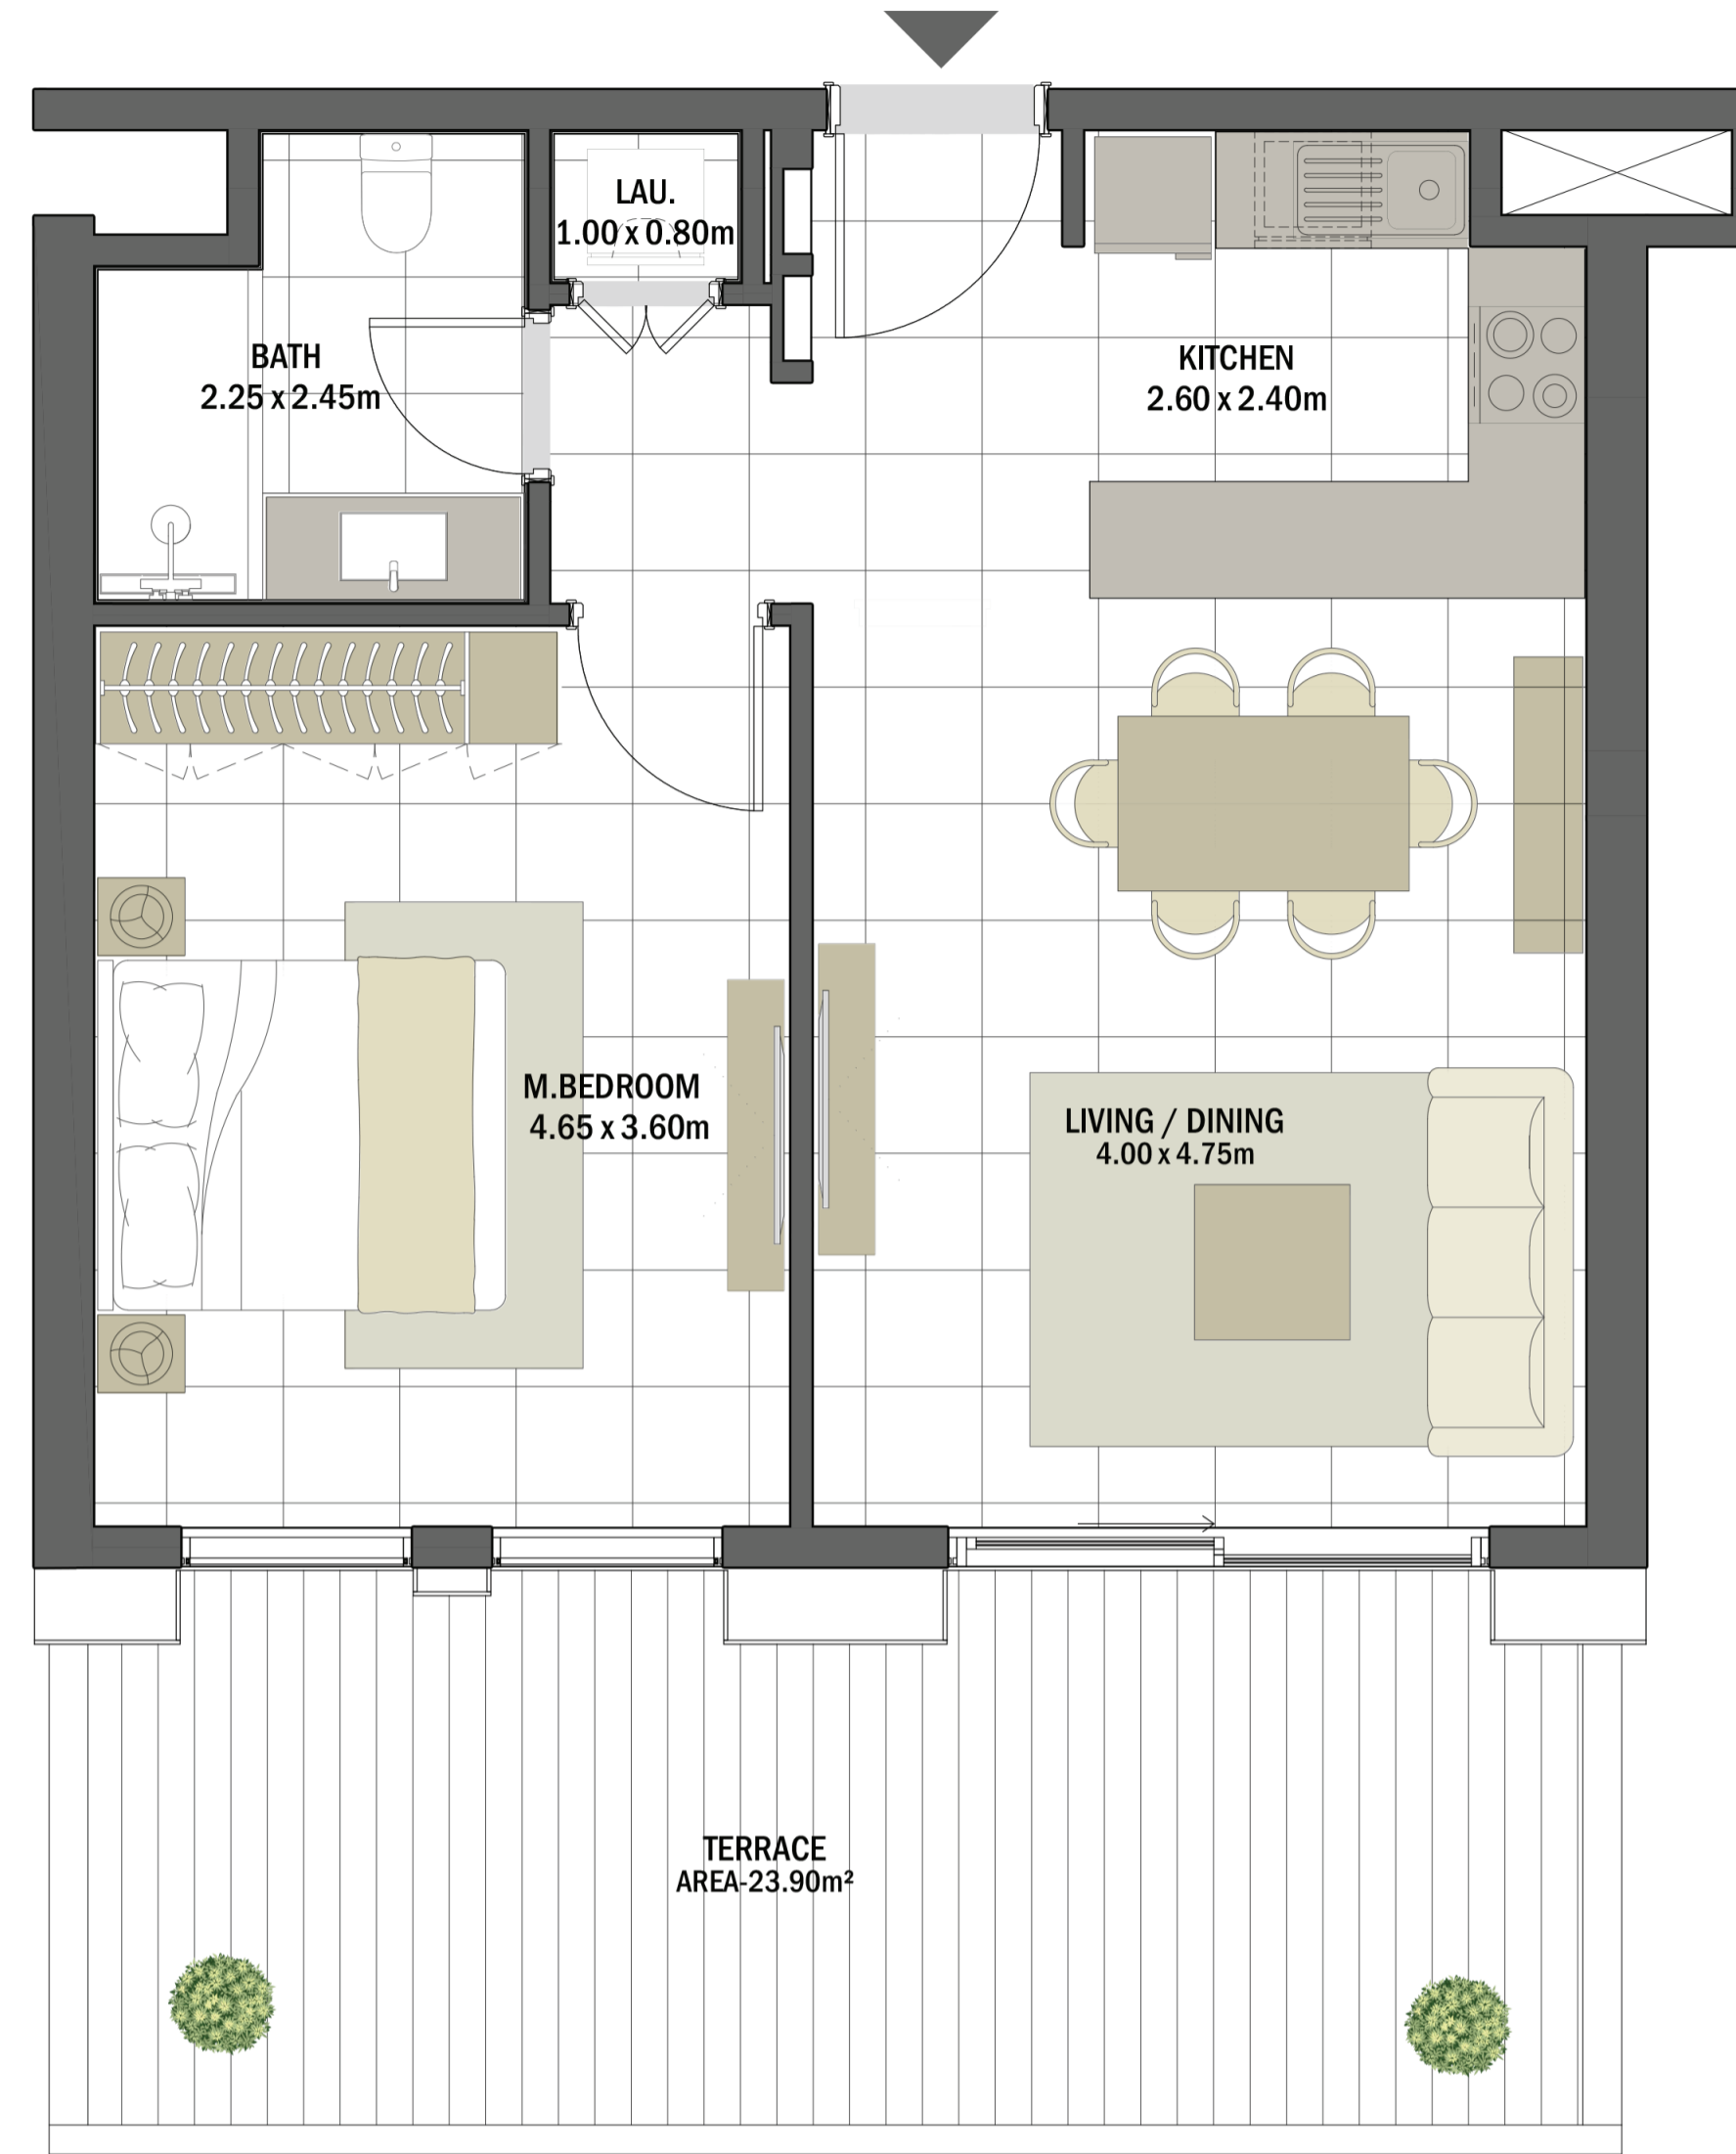 LAU.
1.00 x 0.80m
BATH
2.25 x 2.45m
KITCHEN
2.60 x 2.40m
M.BEDROOM
4.65 x 3.60m
LIVING / DINING
4.00 x 4.75m
TERRACE
AREA-23.90m²